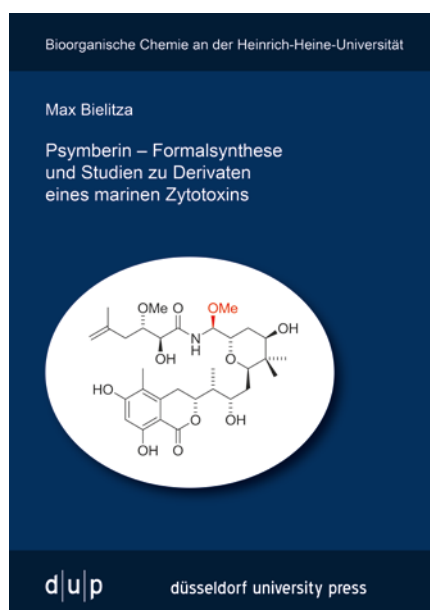 Bioorganische Chemie an der Heinrich-Heine-Universität
Max Bielitza
Psymberin – Formalsynthese
und Studien zu Derivaten
eines marinen Zytotoxins
OMe O OMe
OH
OH N H O
HO
O OH
OH O
d|u|p düsseldorf university press